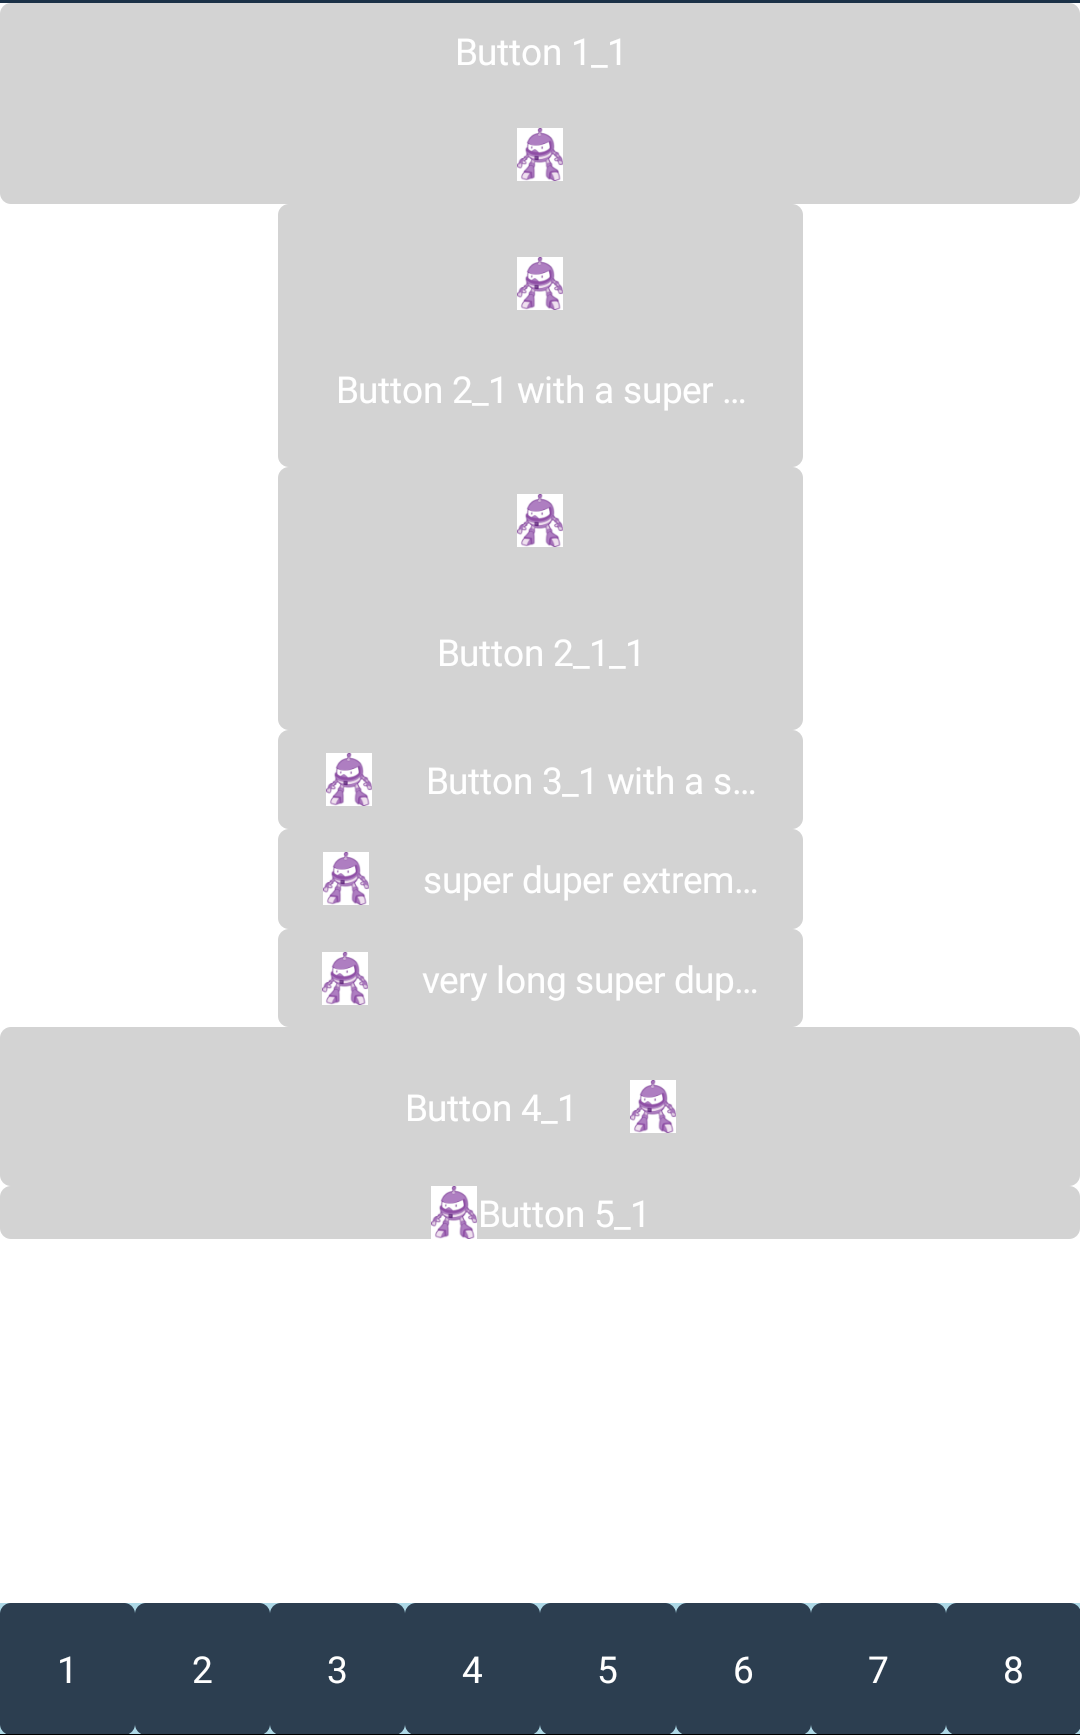 Button 1_1
Button 2_1 with a super ...
Button 2_1_1
Button 3_1 with a s...
super duper extrem...
very long super dup...
Button 4_1
Button 5_1
1 2 3 4 5 6 7 8